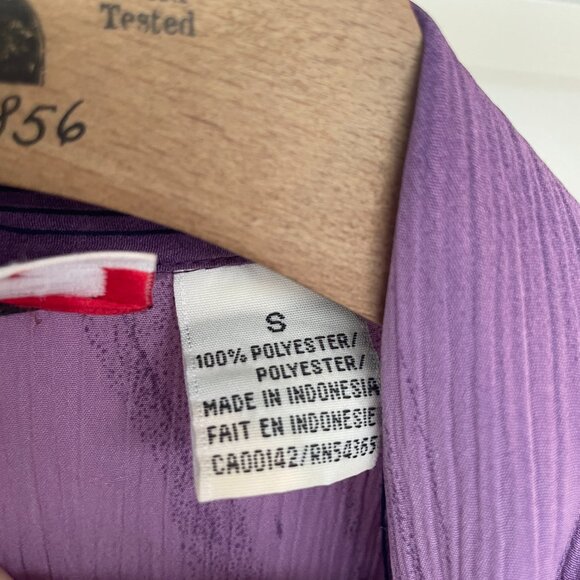 Tested
856
S
100% POLYESTER/
POLYESTER/
MADE IN INDONESIA
FAIT EN INDONESIE
CA00142/RN54365